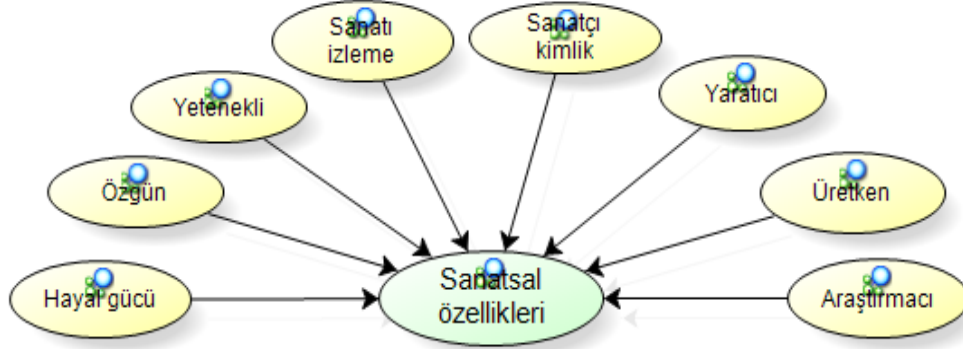 Sanatı
izleme
Sanatçı
kimlik
Yetenekli
Yaratıcı
Özgün
Üretken
Hayal gücü
Sanatsal
özellikleri
Araştırmacı